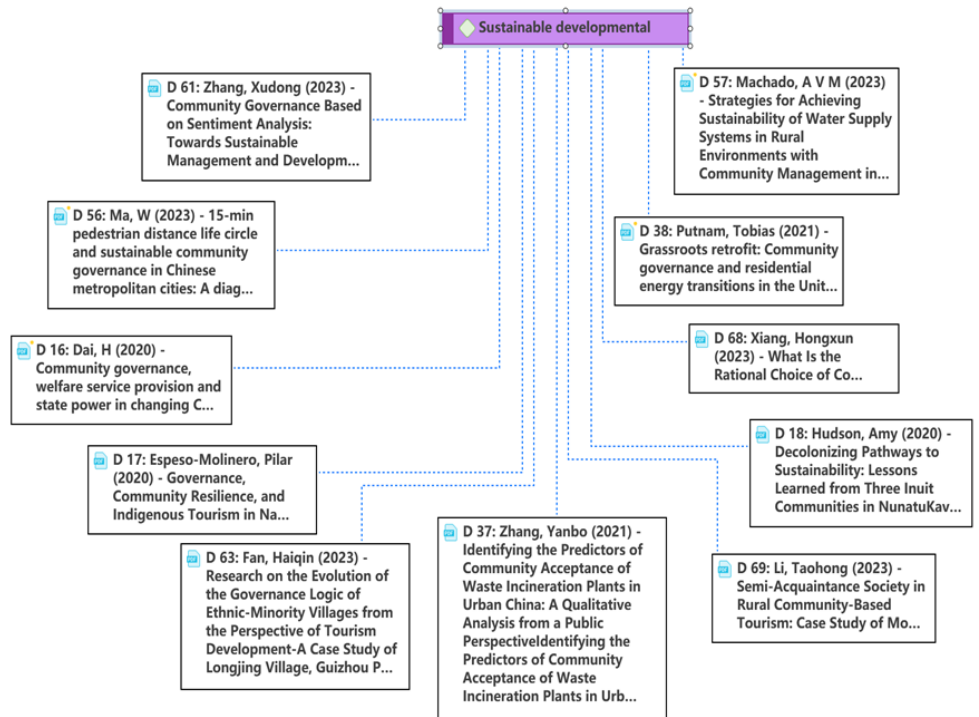 Sustainable developmental
D 61: Zhang, Xudong (2023) -
Community Governance Based
on Sentiment Analysis:
Towards Sustainable
Management and Developm...
D 57: Machado, A V M (2023)
- Strategies for Achieving
Sustainability of Water Supply
Systems in Rural
Environments with
Community Management in...
D 56: Ma, W (2023) - 15-min
pedestrian distance life circle
and sustainable community
governance in Chinese
metropolitan cities: A diag...
D 38: Putnam, Tobias (2021) -
Grassroots retrofit: Community
governance and residential
energy transitions in the Unit...
D 16: Dai, H (2020) -
Community governance,
welfare service provision and
state power in changing C...
D 68: Xiang, Hongxun
(2023) - What Is the
Rational Choice of Co...
D 17: Espeso-Molinero, Pilar
(2020) - Governance,
Community Resilience, and
Indigenous Tourism in Na...
D 18: Hudson, Amy (2020) -
Decolonizing Pathways to
Sustainability: Lessons
Learned from Three Inuit
Communities in NunatuKav...
D 63: Fan, Haiqin (2023) -
Research on the Evolution of
the Governance Logic of
Ethnic-Minority Villages from
the Perspective of Tourism
Development-A Case Study of
Longjing Village, Guizhou P...
D 37: Zhang, Yanbo (2021) -
Identifying the Predictors of
Community Acceptance of
Waste Incineration Plants in
Urban China: A Qualitative
Analysis from a Public
PerspectiveIdentifying the
Predictors of Community
Acceptance of Waste
Incineration Plants in Urb...
D 69: Li, Taohong (2023) -
Semi-Acquaintance Society in
Rural Community-Based
Tourism: Case Study of Mo...